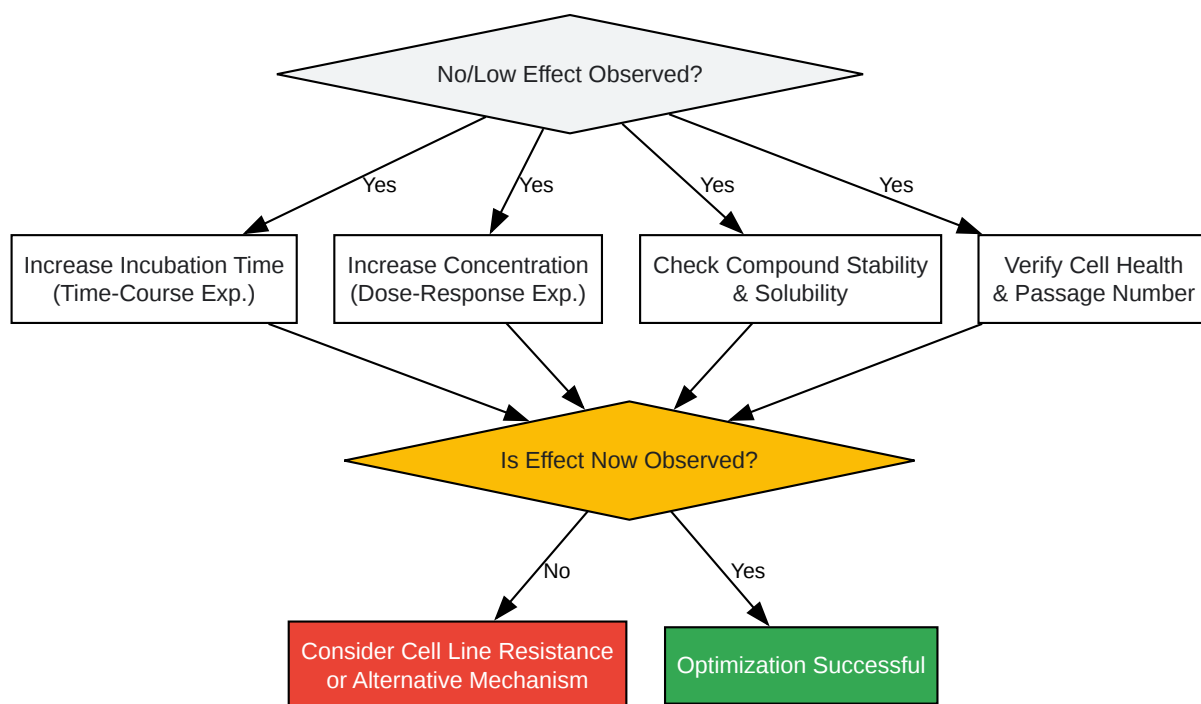 No/Low Effect Observed?
Yes
Yes
Yes
Yes
Increase Incubation Time
(Time-Course Exp.)
Increase Concentration
(Dose-Response Exp.)
Check Compound Stability
& Solubility
Verify Cell Health
& Passage Number
Is Effect Now Observed?
No
Yes
Consider Cell Line Resistance
or Alternative Mechanism
Optimization Successful